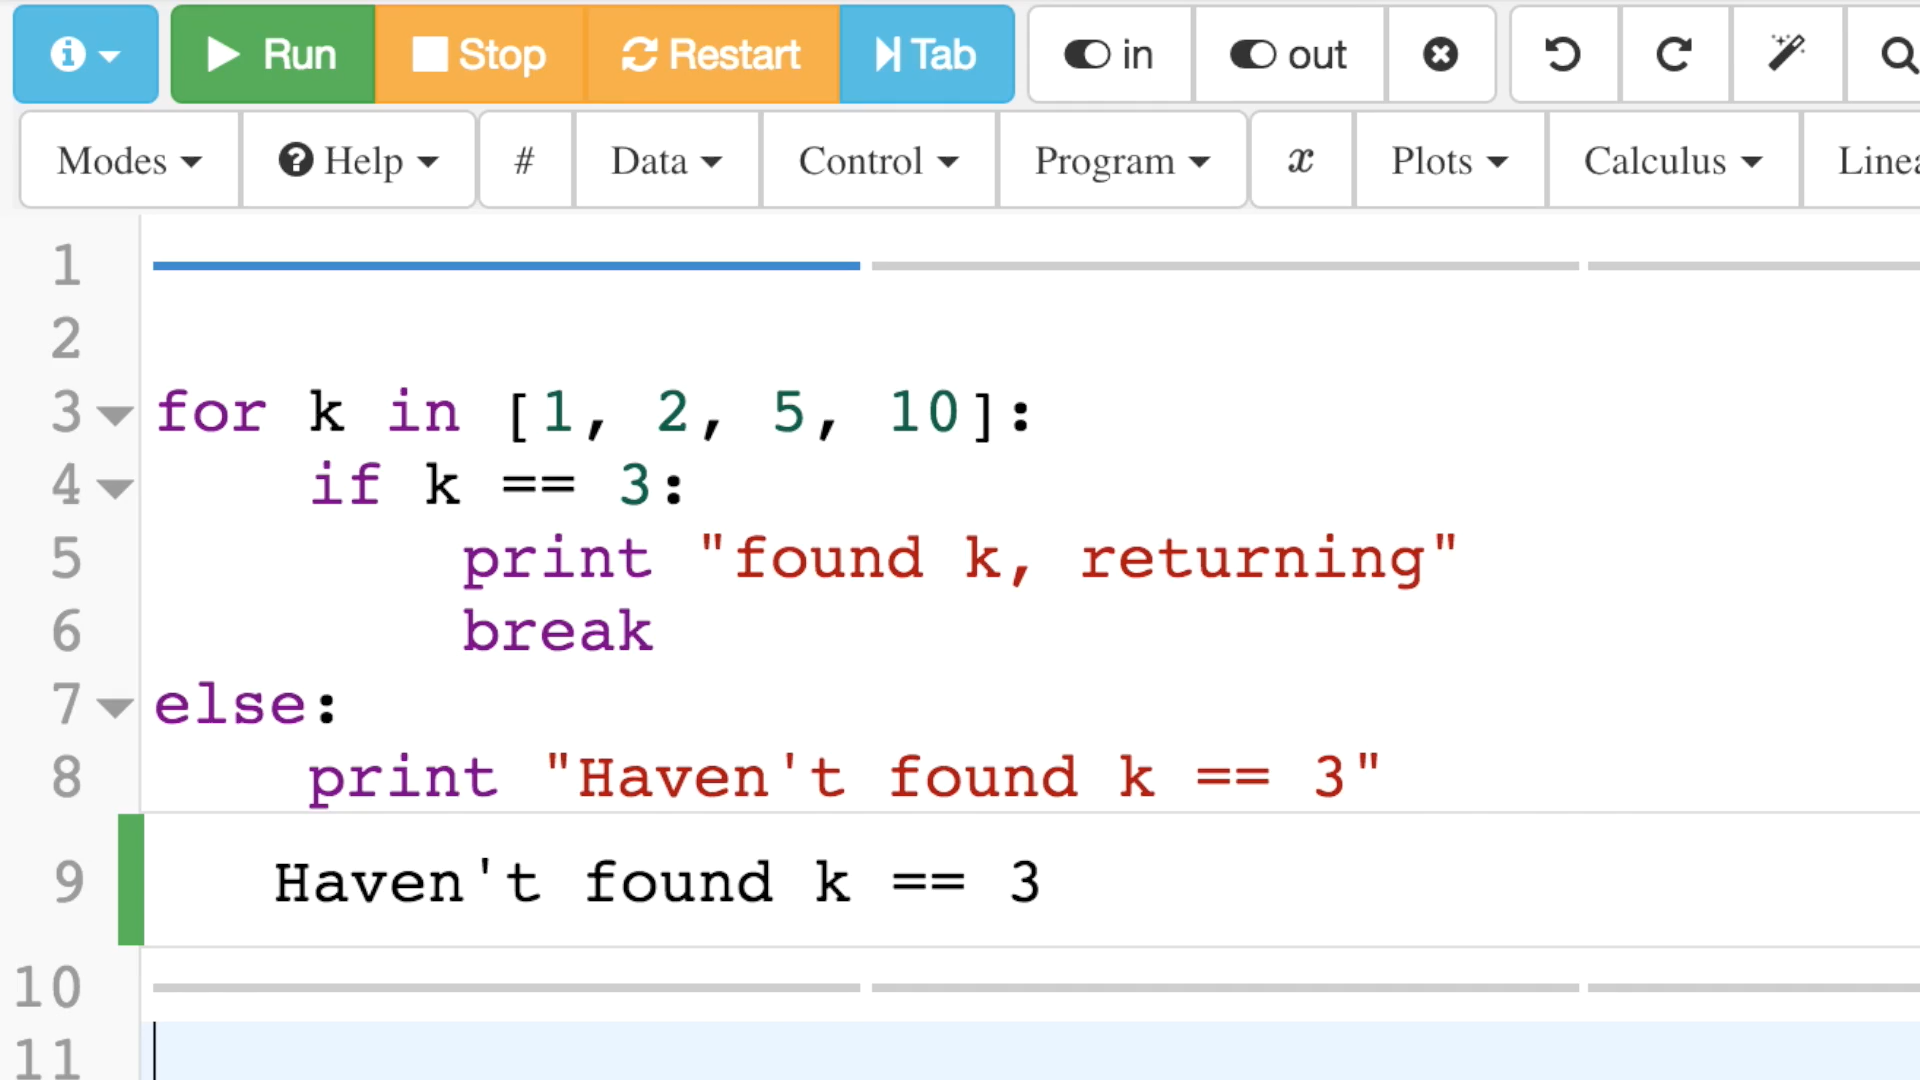 Run Stop Restart Tab in out
Modes Help # Data Control Program x Plots Calculus
1
2
3 for k in [1, 2, 5, 10]:
4 if k == 3:
5 print "found k, returning"
6 break
7 else:
8 print "Haven't found k == 3"
9 Haven't found k == 3
10
11